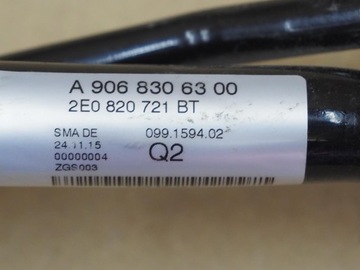 A 906 830 63 00
2E0 820 721 BT
SMA DE 099.1594.02
24 11.15 Q2
00000004
ZGS003